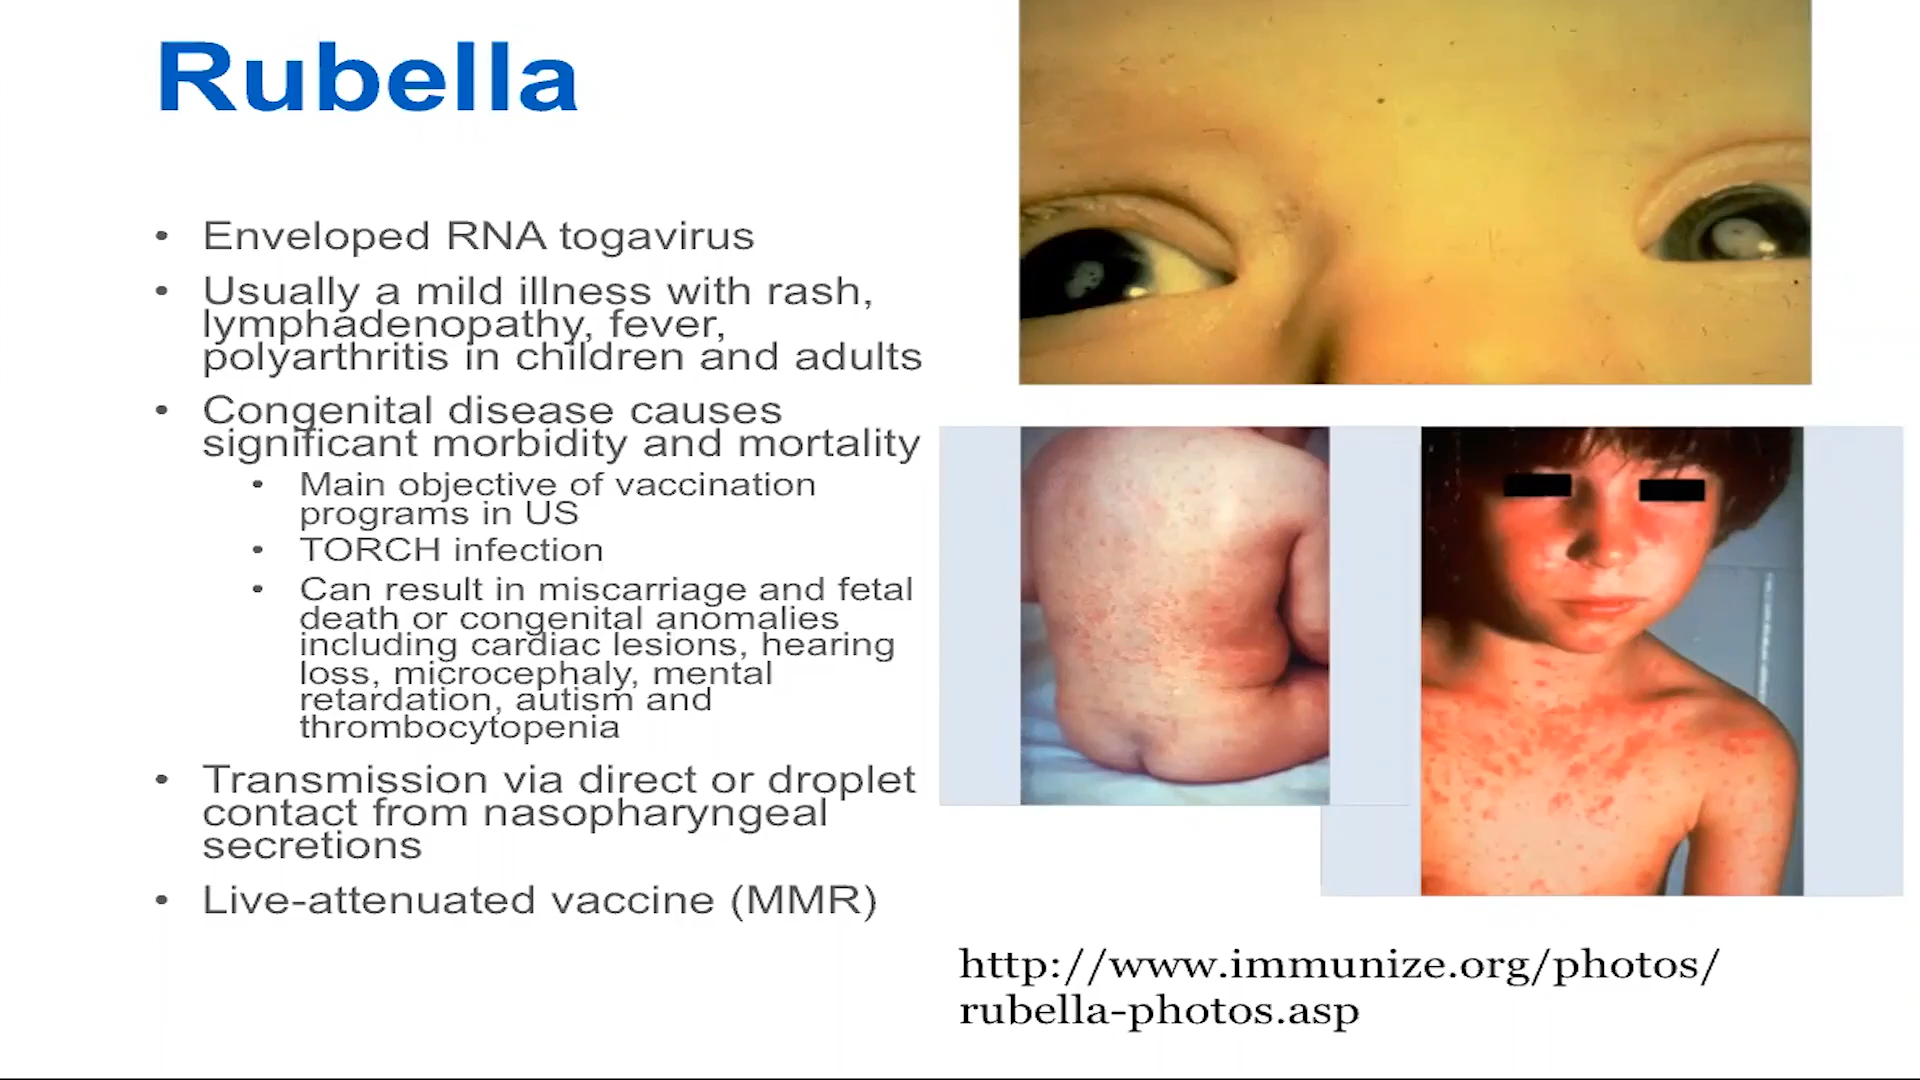 Rubella
• Enveloped RNA togavirus
• Usually a mild illness with rash,
lymphadenopathy, fever,
polyarthritis in children and adults
• Congenital disease causes
significant morbidity and mortality
• Main objective of vaccination
programs in US
• TORCH infection
• Can result in miscarriage and fetal
death or congenital anomalies
including cardiac lesions, hearing
loss, microcephaly, mental
retardation, autism and
thrombocytopenia
• Transmission via direct or droplet
contact from nasopharyngeal
secretions
• Live-attenuated vaccine (MMR)
http://www.immunize.org/photos/
rubella-photos.asp